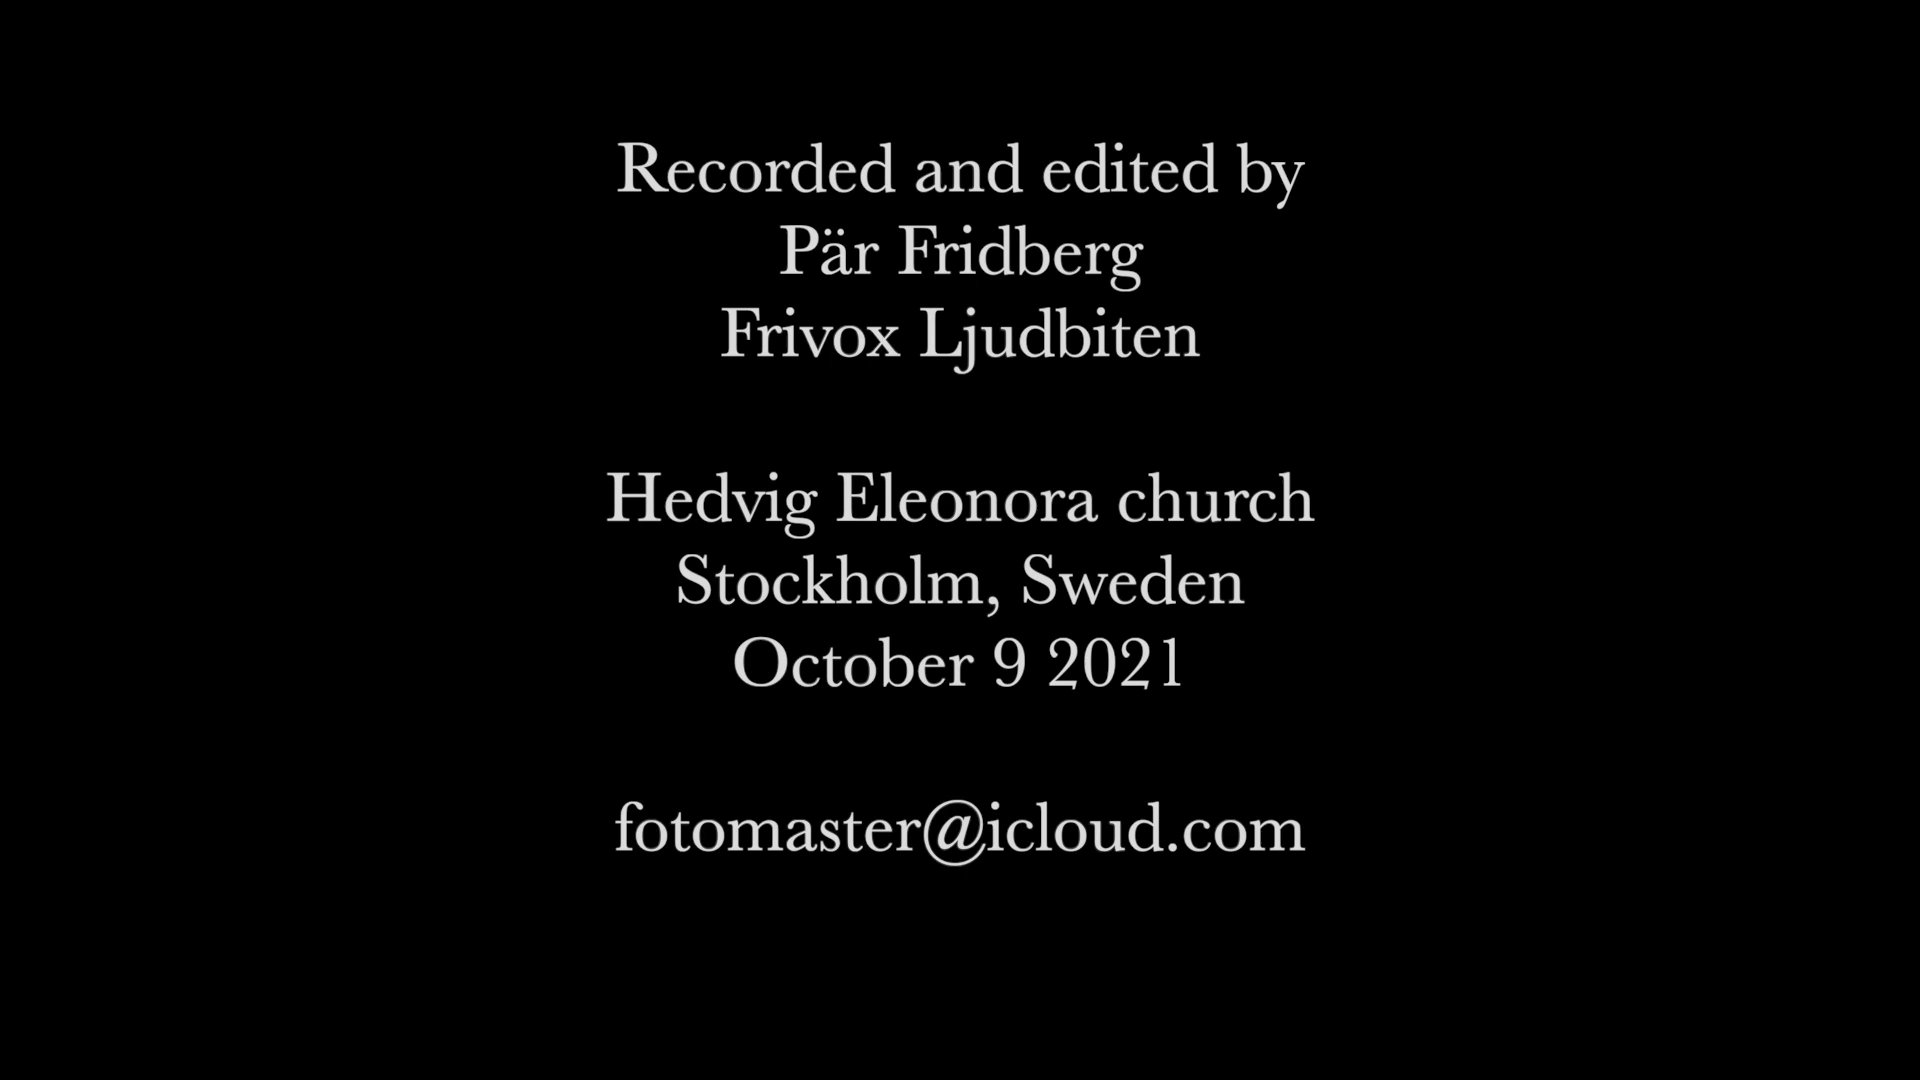 Recorded and edited by
Pär Fridberg
Frivox Ljudbiten
Hedvig Eleonora church
Stockholm, Sweden
October 9 2021
fotomaster@icloud.com